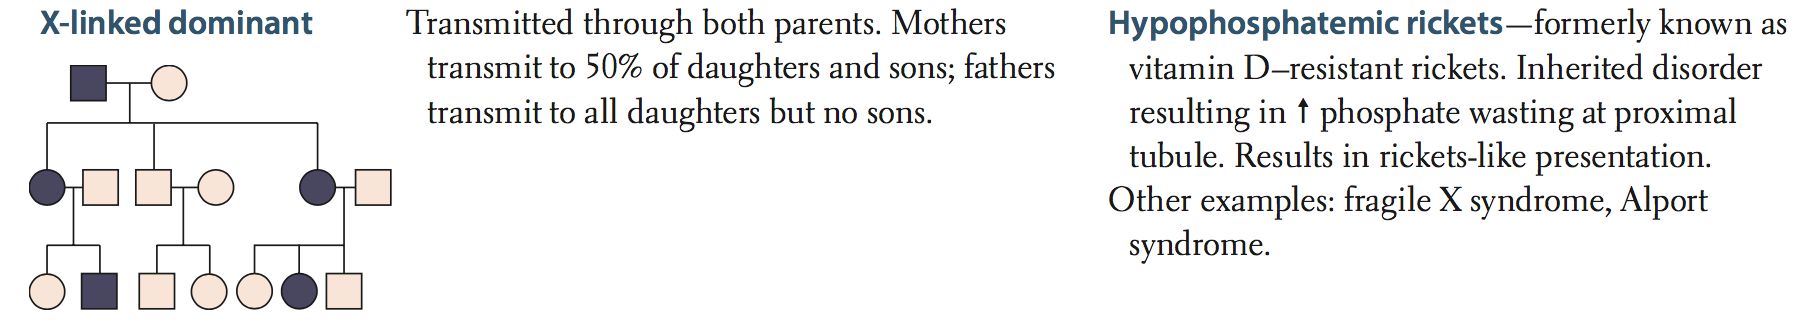 X-linked dominant
Transmitted through both parents. Mothers
transmit to 50% of daughters and sons; fathers
transmit to all daughters but no sons.
Hypophosphatemic rickets—formerly known as
vitamin D–resistant rickets. Inherited disorder
resulting in ↑ phosphate wasting at proximal
tubule. Results in rickets-like presentation.
Other examples: fragile X syndrome, Alport
syndrome.